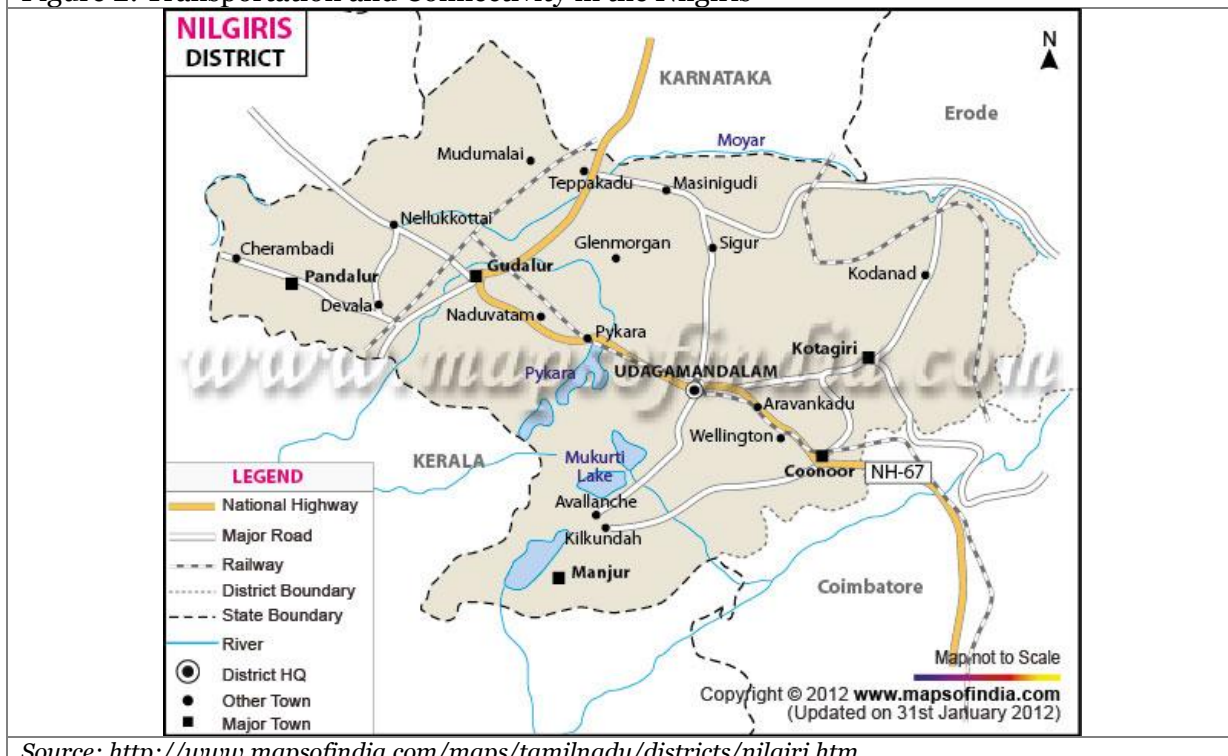 Figure 2: Transportation and Connectivity in the Nilgiris
NILGIRIS
DISTRICT
N
KARNATAKA
Erode
Moyar
Mudumalai
Teppakadu
Masinigudi
Nellukkottai
Cherambadi
Glenmorgan
Sigur
Pandalur
Gudalur
Kodanad
Devala
Naduvatam
Pykara
Kotagiri
www.mapsofindia.com
Pykara
UDAGAMANDALAM
Aravankadu
Wellington
KERALA
Mukurti
Lake
Coonoor
NH-67
Avallanche
Kilkundah
Manjur
Coimbatore
LEGEND
National Highway
Major Road
Railway
District Boundary
State Boundary
River
District HQ
Other Town
Major Town
Map not to Scale
Copyright © 2012 www.mapsofindia.com
(Updated on 31st January 2012)
Source: http://www.mapsofindia.com/maps/tamilnadu/districts/nilgiri.htm